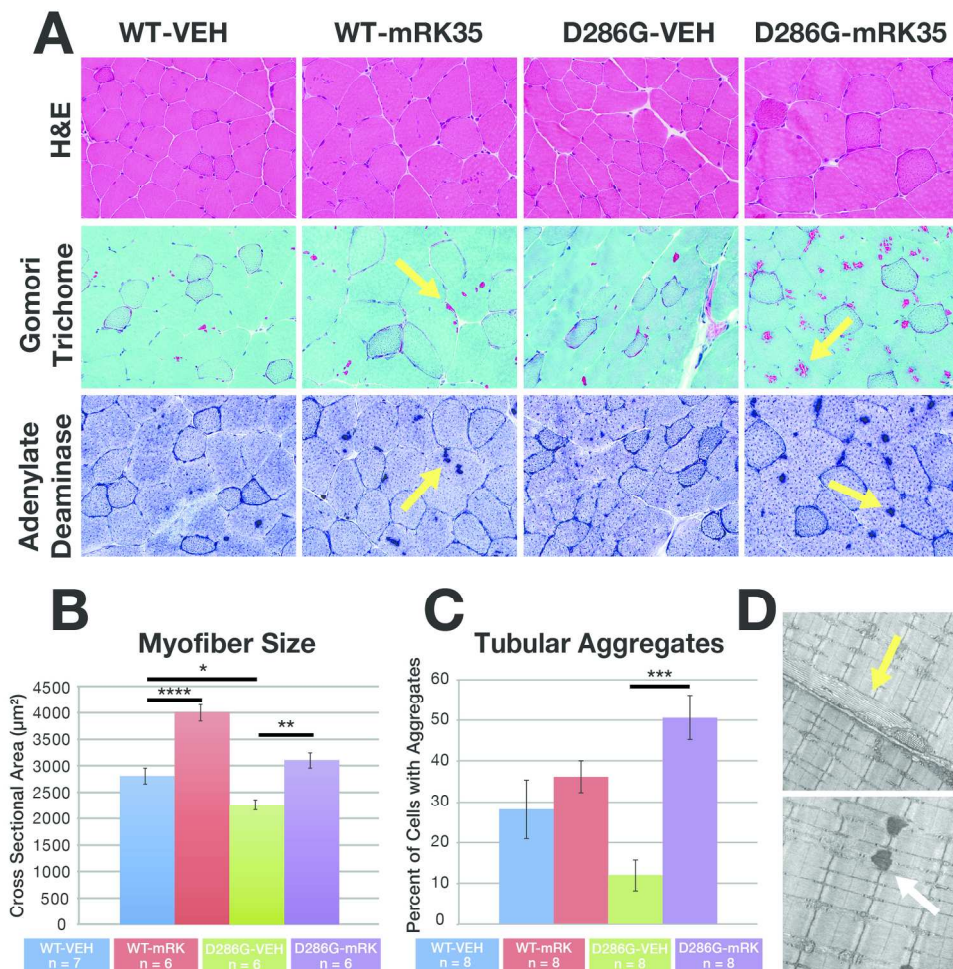 A
WT-VEH WT-mRK35 D286G-VEH D286G-mRK35
H&E
Gomori
Trichome
Adenylate
Deaminase
B
Myofiber Size
Cross Sectional Area (µm²)
4500
4000
3500
3000
2500
2000
1500
1000
500
0
*
****
**
WT-VEH
n = 7
WT-mRK
n = 6
D286G-VEH
n = 6
D286G-mRK
n = 6
C
Tubular Aggregates
Percent of Cells with Aggregates
60
50
40
30
20
10
0
***
WT-VEH
n = 8
WT-mRK
n = 8
D286G-VEH
n = 8
D286G-mRK
n = 8
D